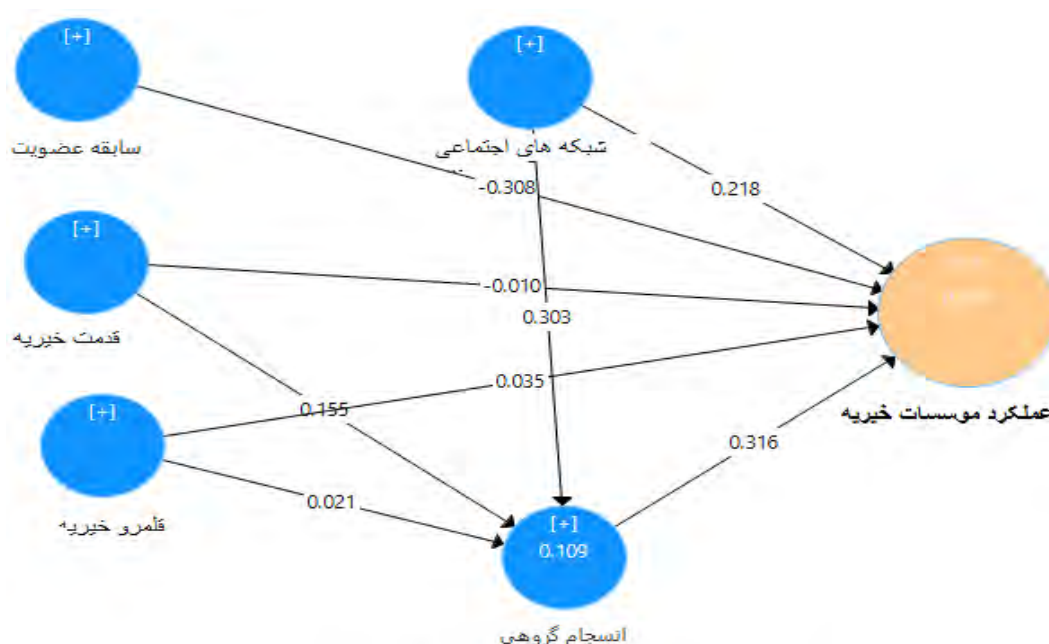 [+]
سابقه عضویت
[+]
شبکه های اجتماعی
-0.308
0.218
[+]
قدمت خیریه
-0.010
0.303
عملکرد موسسات خیریه
[+]
قلمرو خیریه
0.035
0.155
0.316
0.021
[+]
0.109
انسجام گروهی